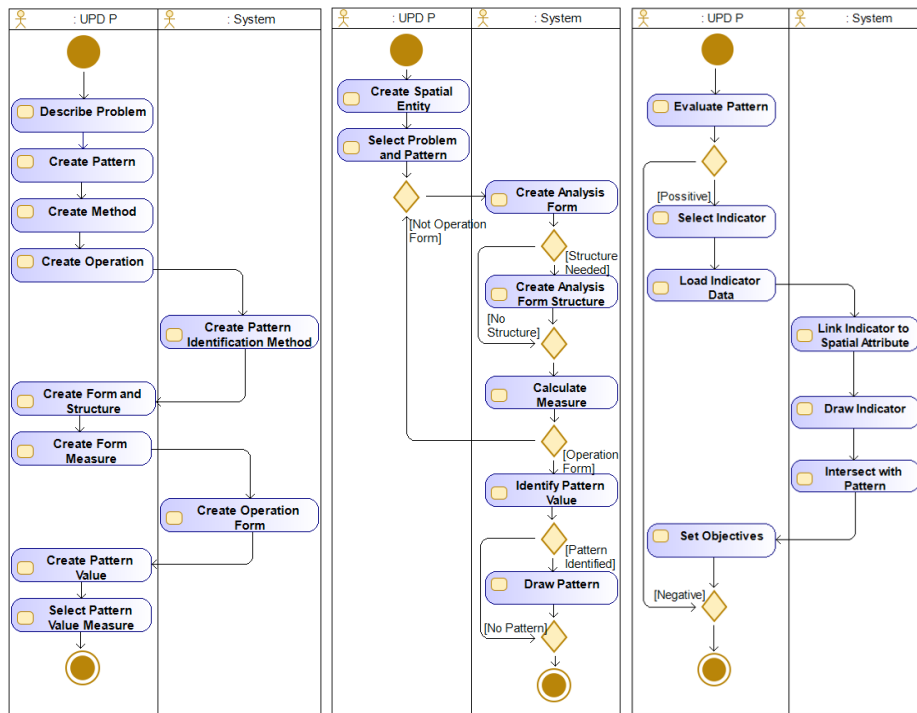 : UPD P
: System
Describe Problem
Create Pattern
Create Method
Create Operation
Create Pattern
Identification Method
Create Form and
Structure
Create Form
Measure
Create Operation
Form
Create Pattern
Value
Select Pattern
Value Measure
: UPD P
: System
Create Spatial
Entity
Select Problem
and Pattern
Create Analysis
Form
[Not Operation
Form]
[Structure
Needed]
Create Analysis
Form Structure
[No
Structure]
Calculate
Measure
[Operation
Form]
Identify Pattern
Value
[Pattern
Identified]
Draw Pattern
[No Pattern]
: UPD P
: System
Evaluate Pattern
[Possitive]
Select Indicator
Load Indicator
Data
Link Indicator to
Spatial Attribute
Draw Indicator
Intersect with
Pattern
Set Objectives
[Negative]